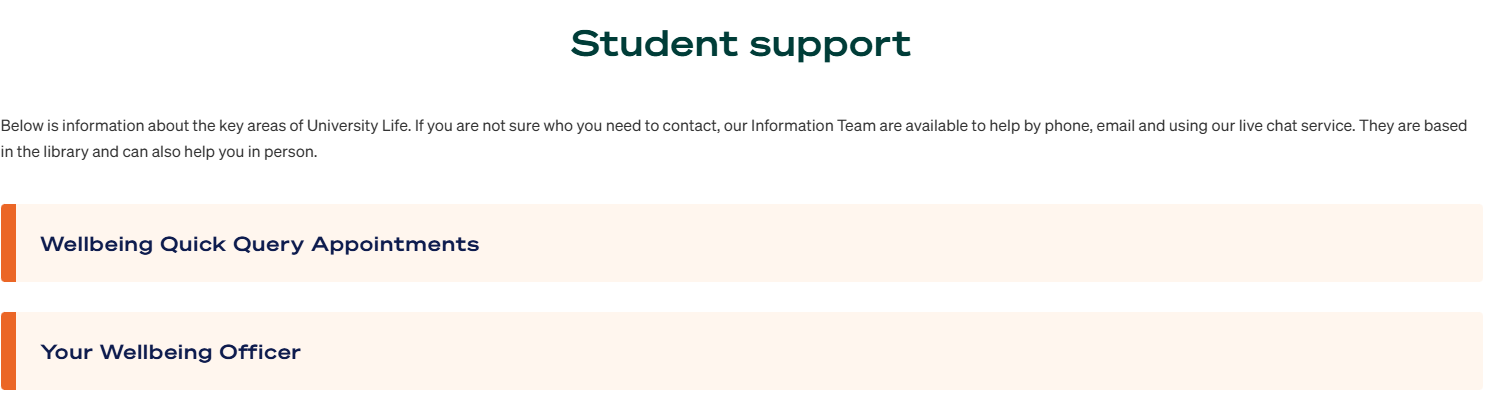 Student support
Below is information about the key areas of University Life. If you are not sure who you need to contact, our Information Team are available to help by phone, email and using our live chat service. They are based
in the library and can also help you in person.
Wellbeing Quick Query Appointments
Your Wellbeing Officer